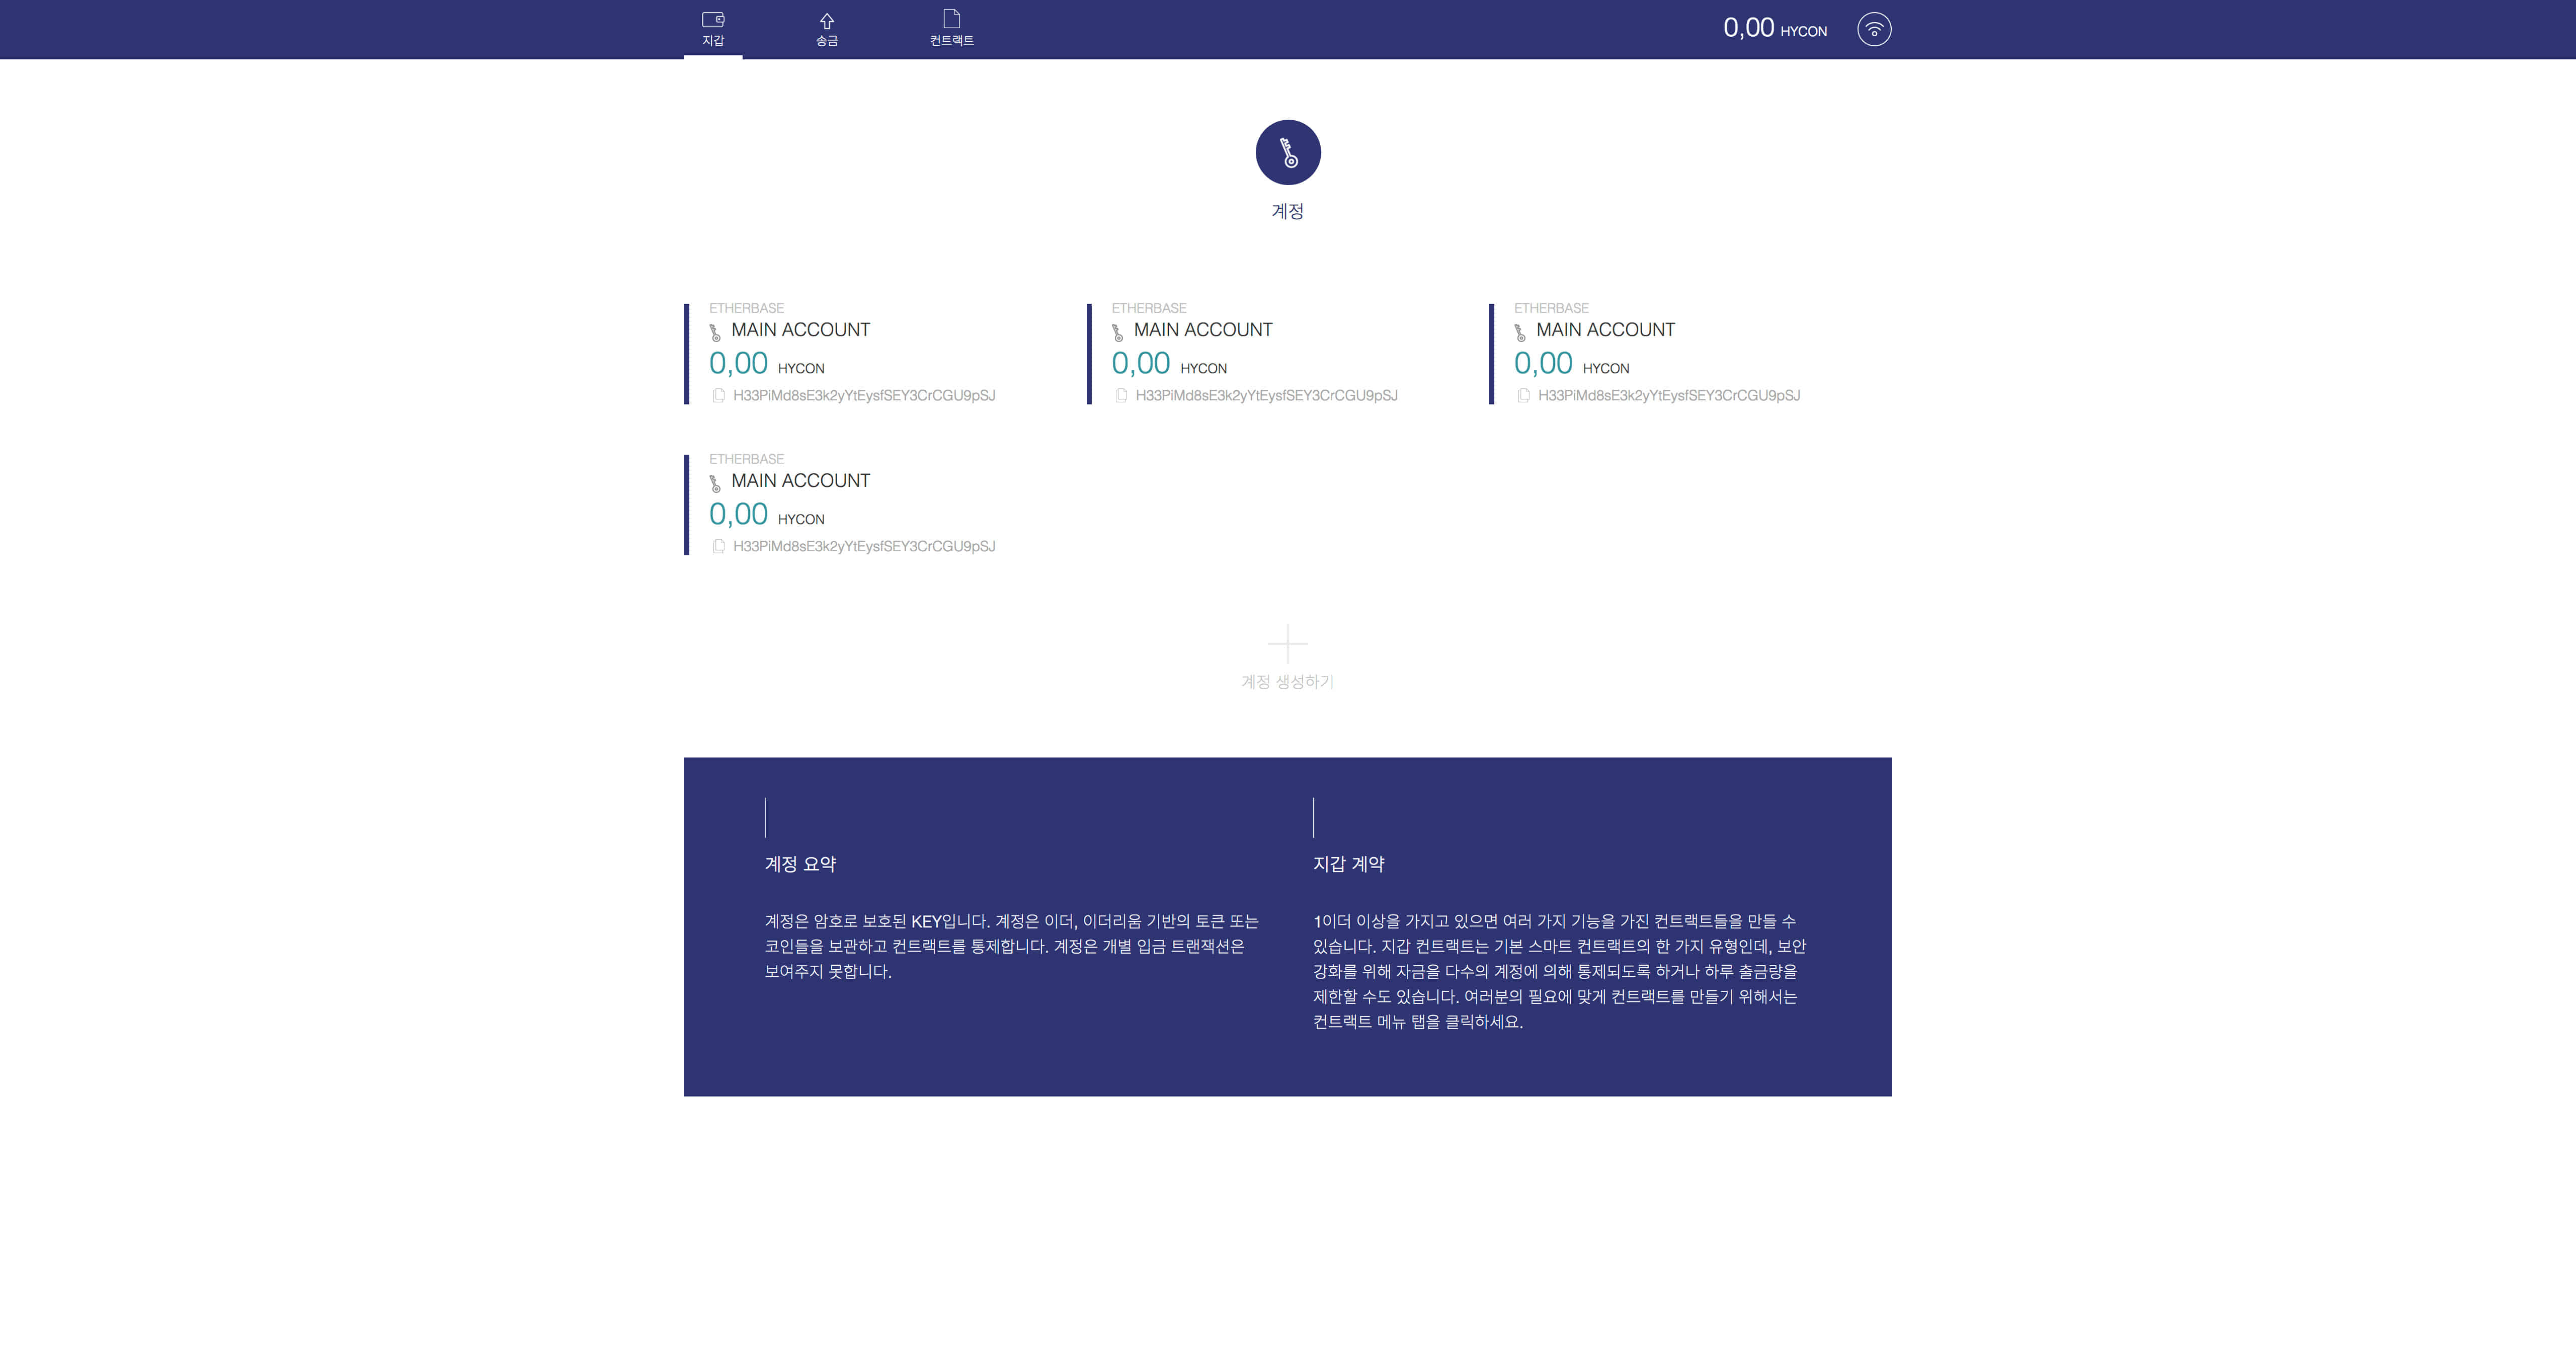 지갑
송금
컨트랙트
0,00 HYCON
계정
ETHERBASE
MAIN ACCOUNT
0,00 HYCON
H33PiMd8sE3k2yYtEysfSEY3CrCGU9pSJ
ETHERBASE
MAIN ACCOUNT
0,00 HYCON
H33PiMd8sE3k2yYtEysfSEY3CrCGU9pSJ
ETHERBASE
MAIN ACCOUNT
0,00 HYCON
H33PiMd8sE3k2yYtEysfSEY3CrCGU9pSJ
ETHERBASE
MAIN ACCOUNT
0,00 HYCON
H33PiMd8sE3k2yYtEysfSEY3CrCGU9pSJ
계정 생성하기
계정 요약
계정은 암호로 보호된 KEY입니다. 계정은 이더, 이더리움 기반의 토큰 또는
코인들을 보관하고 컨트랙트를 통제합니다. 계정은 개별 입금 트랜잭션은
보여주지 못합니다.
지갑 계약
1이더 이상을 가지고 있으면 여러 가지 기능을 가진 컨트랙트들을 만들 수
있습니다. 지갑 컨트랙트는 기본 스마트 컨트랙트의 한 가지 유형인데, 보안
강화를 위해 자금을 다수의 계정에 의해 통제되도록 하거나 하루 출금량을
제한할 수도 있습니다. 여러분의 필요에 맞게 컨트랙트를 만들기 위해서는
컨트랙트 메뉴 탭을 클릭하세요.